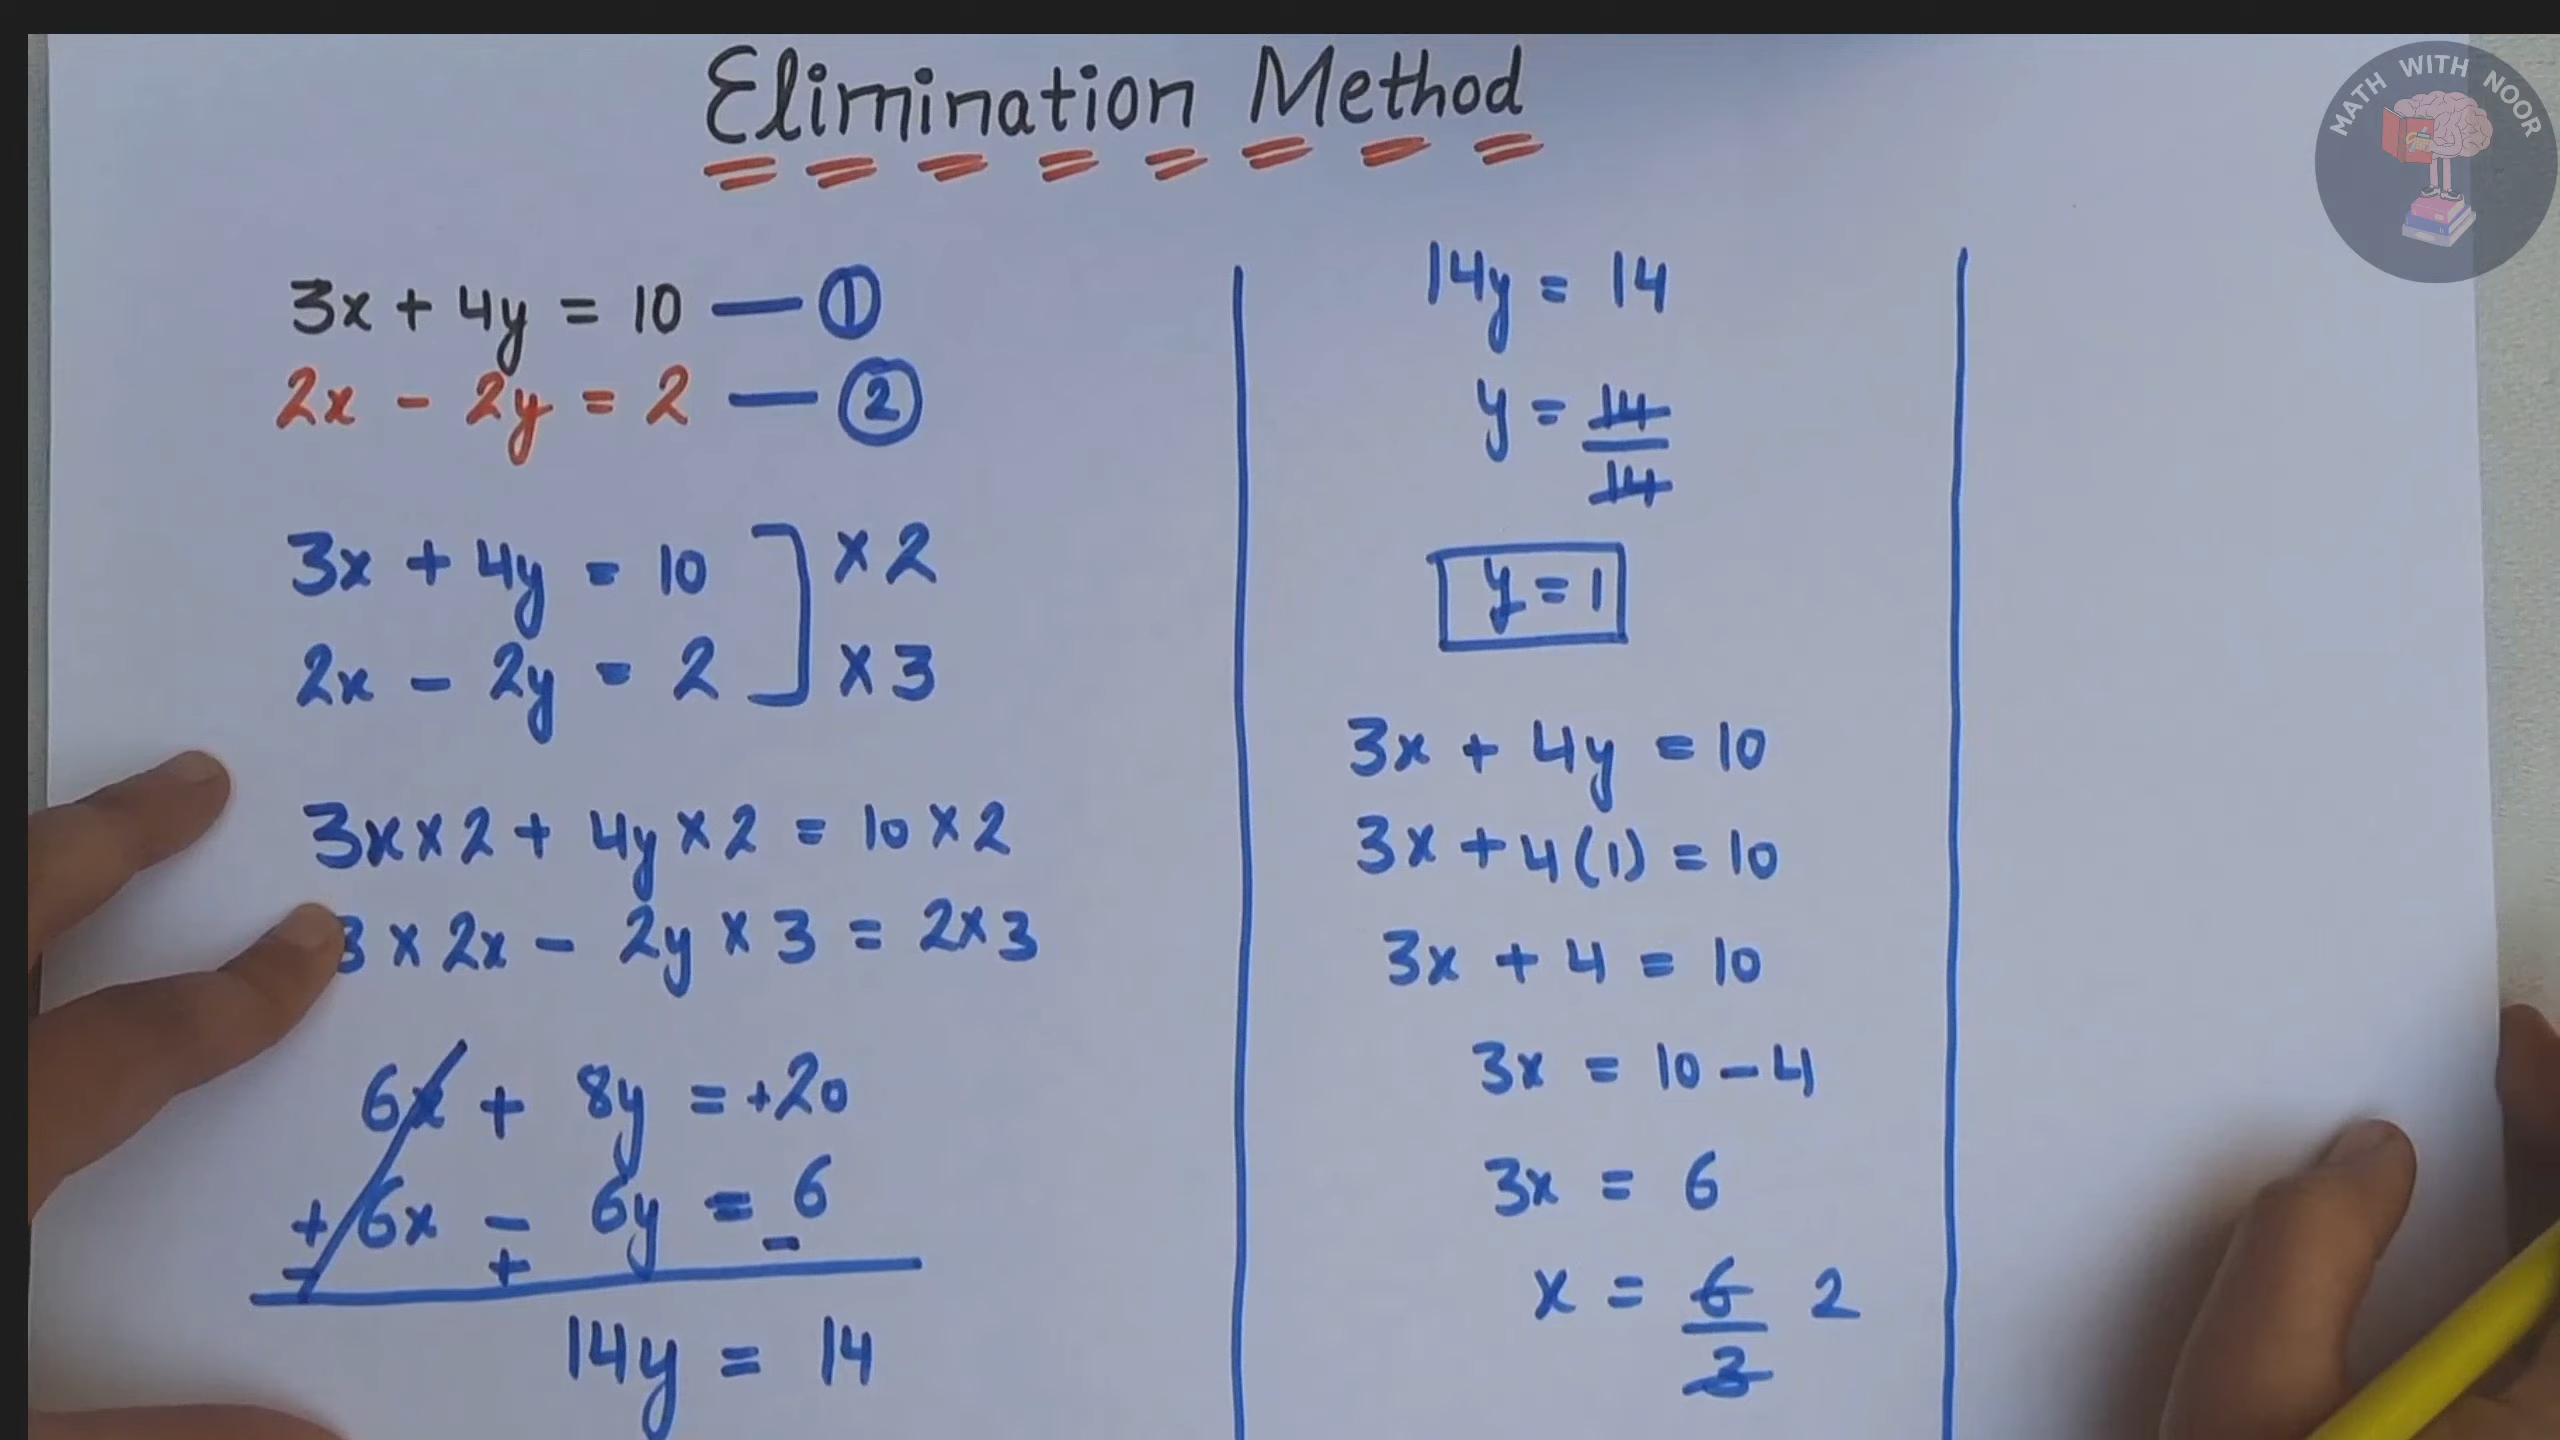 Elimination Method
MATH WITH NOOR
3x + 4y = 10 — ①
2x - 2y = 2 — ②
3x + 4y = 10 ] × 2
2x - 2y = 2 ] × 3
3x × 2 + 4y × 2 = 10 × 2
3 × 2x - 2y × 3 = 2 × 3
6x + 8y = +20
+ 6x - 6y = 6
- + -
14y = 14
14y = 14
y = 14/14
y = 1
3x + 4y = 10
3x + 4(1) = 10
3x + 4 = 10
3x = 10 - 4
3x = 6
x = 6/3 2